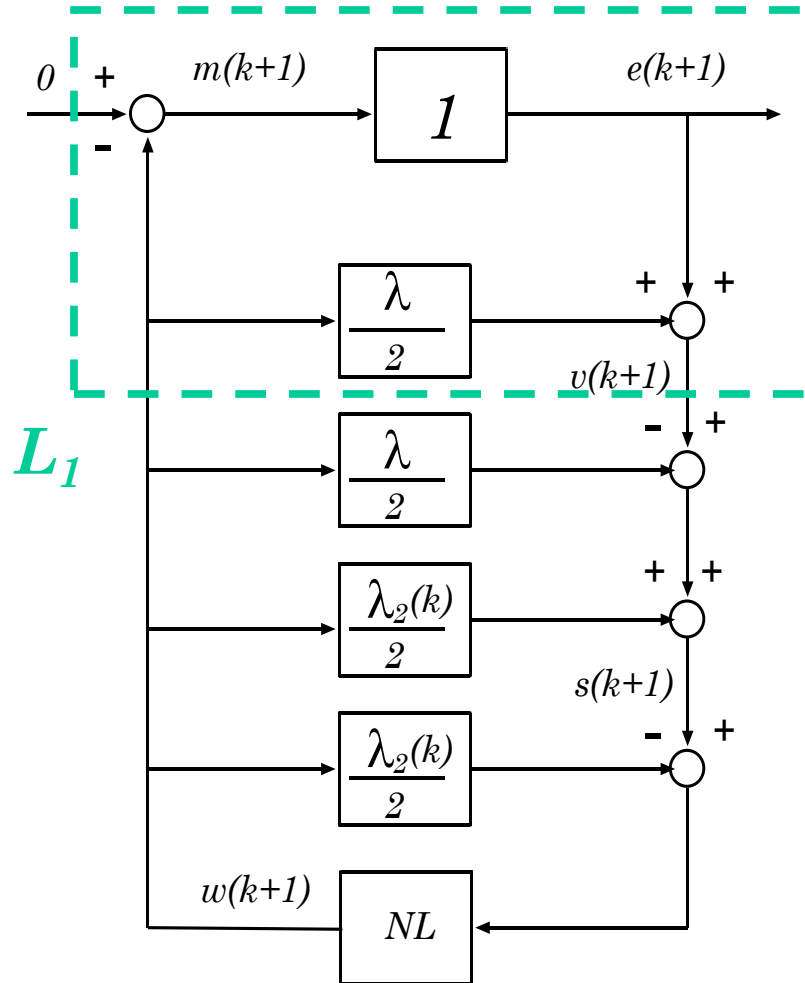 0 + m(k+1) e(k+1)
1
-
λ
2
+ +
v(k+1)
L1
λ
2
- +
λ2(k)
2
+ +
s(k+1)
λ2(k)
2
- +
w(k+1)
NL